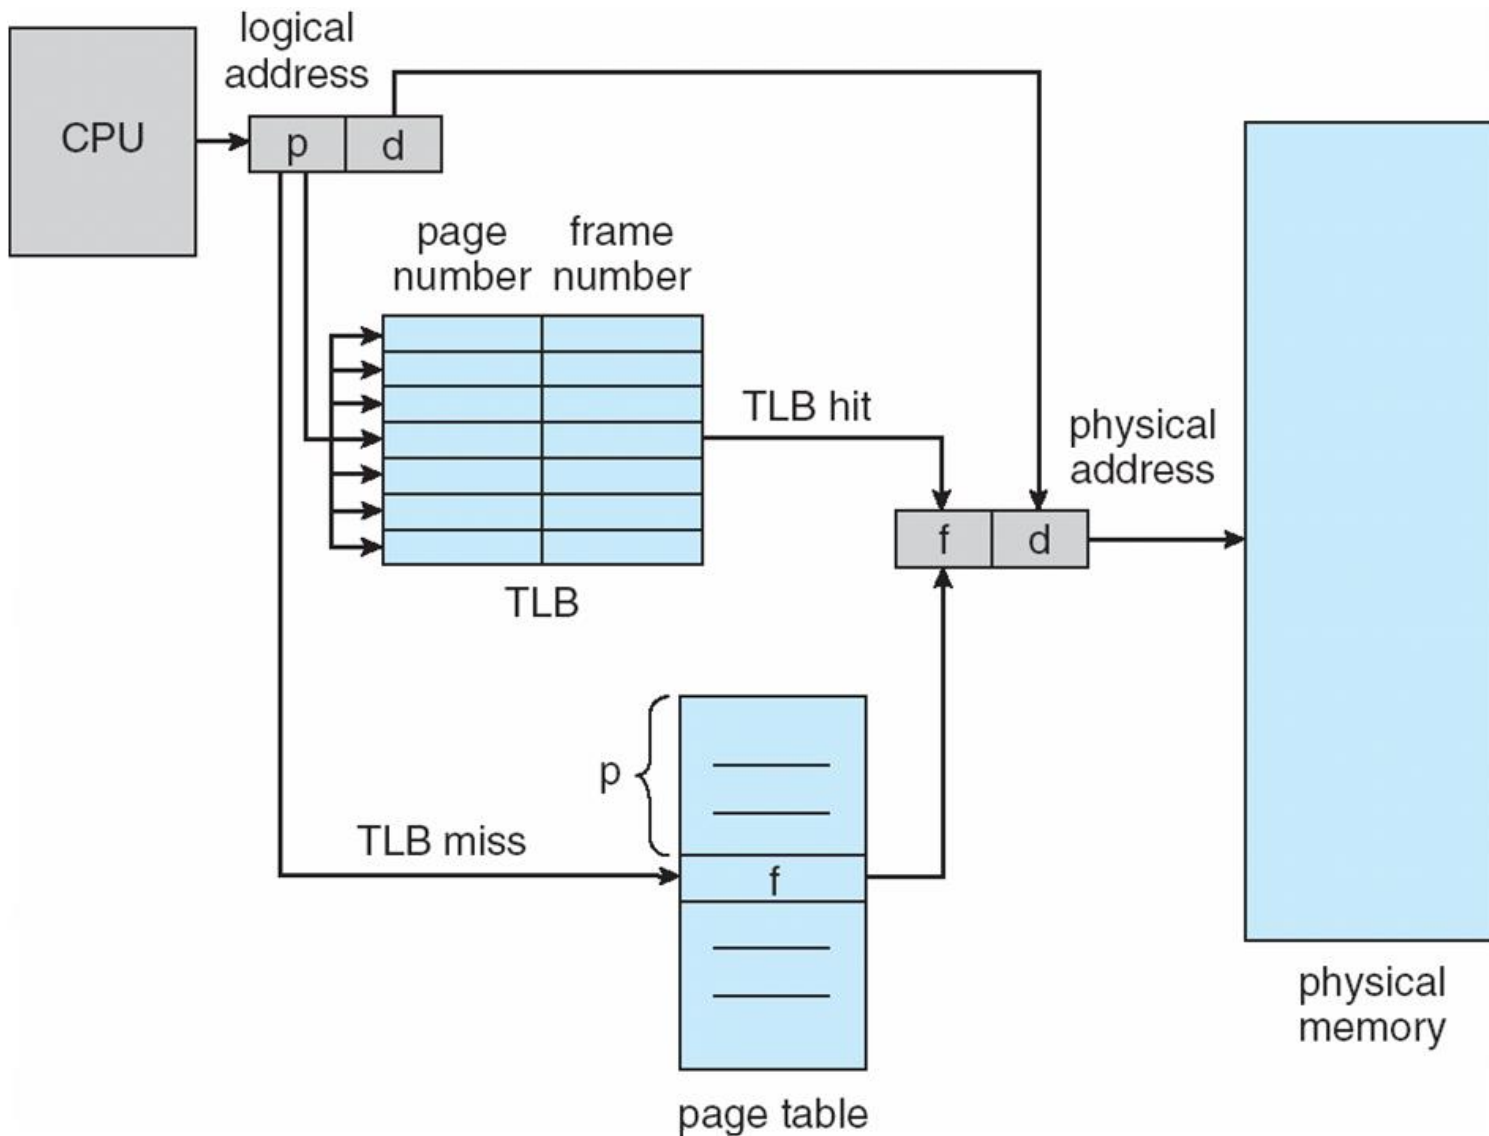 logical
address
CPU
p
d
page
number
frame
number
TLB hit
physical
address
f
d
TLB
p
TLB miss
f
physical
memory
page table